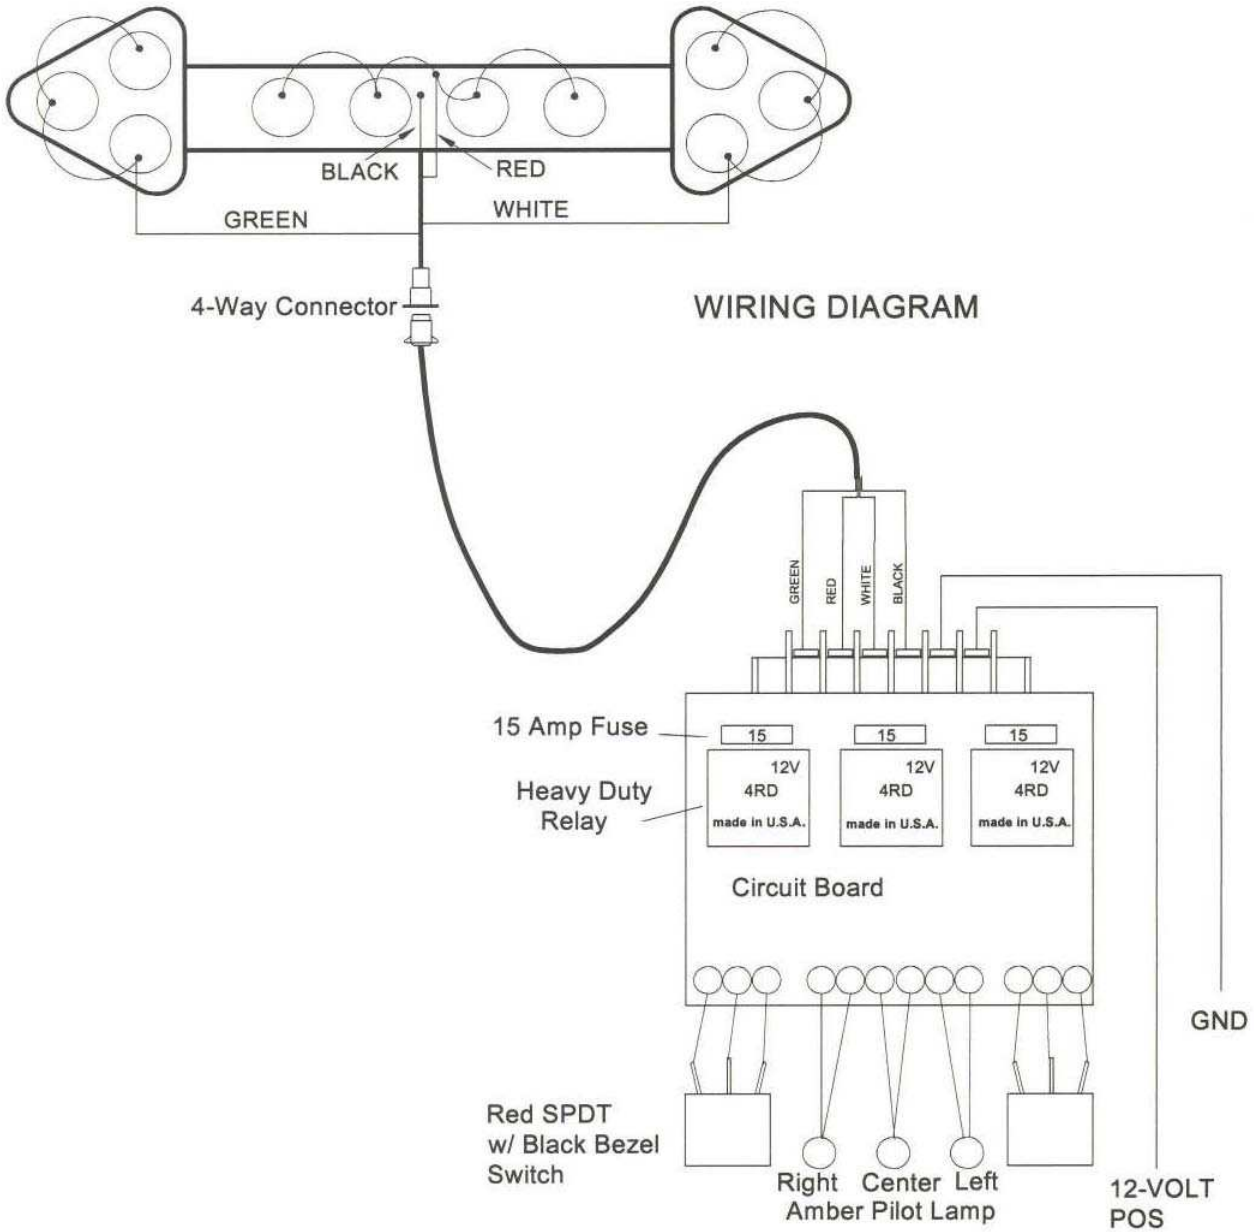 BLACK
RED
GREEN
WHITE
4-Way Connector
WIRING DIAGRAM
GREEN
RED
WHITE
BLACK
15 Amp Fuse
15
15
15
Heavy Duty
Relay
12V
4RD
made in U.S.A.
12V
4RD
made in U.S.A.
12V
4RD
made in U.S.A.
Circuit Board
GND
Red SPDT
w/ Black Bezel
Switch
Right Center Left
Amber Pilot Lamp
12-VOLT
POS